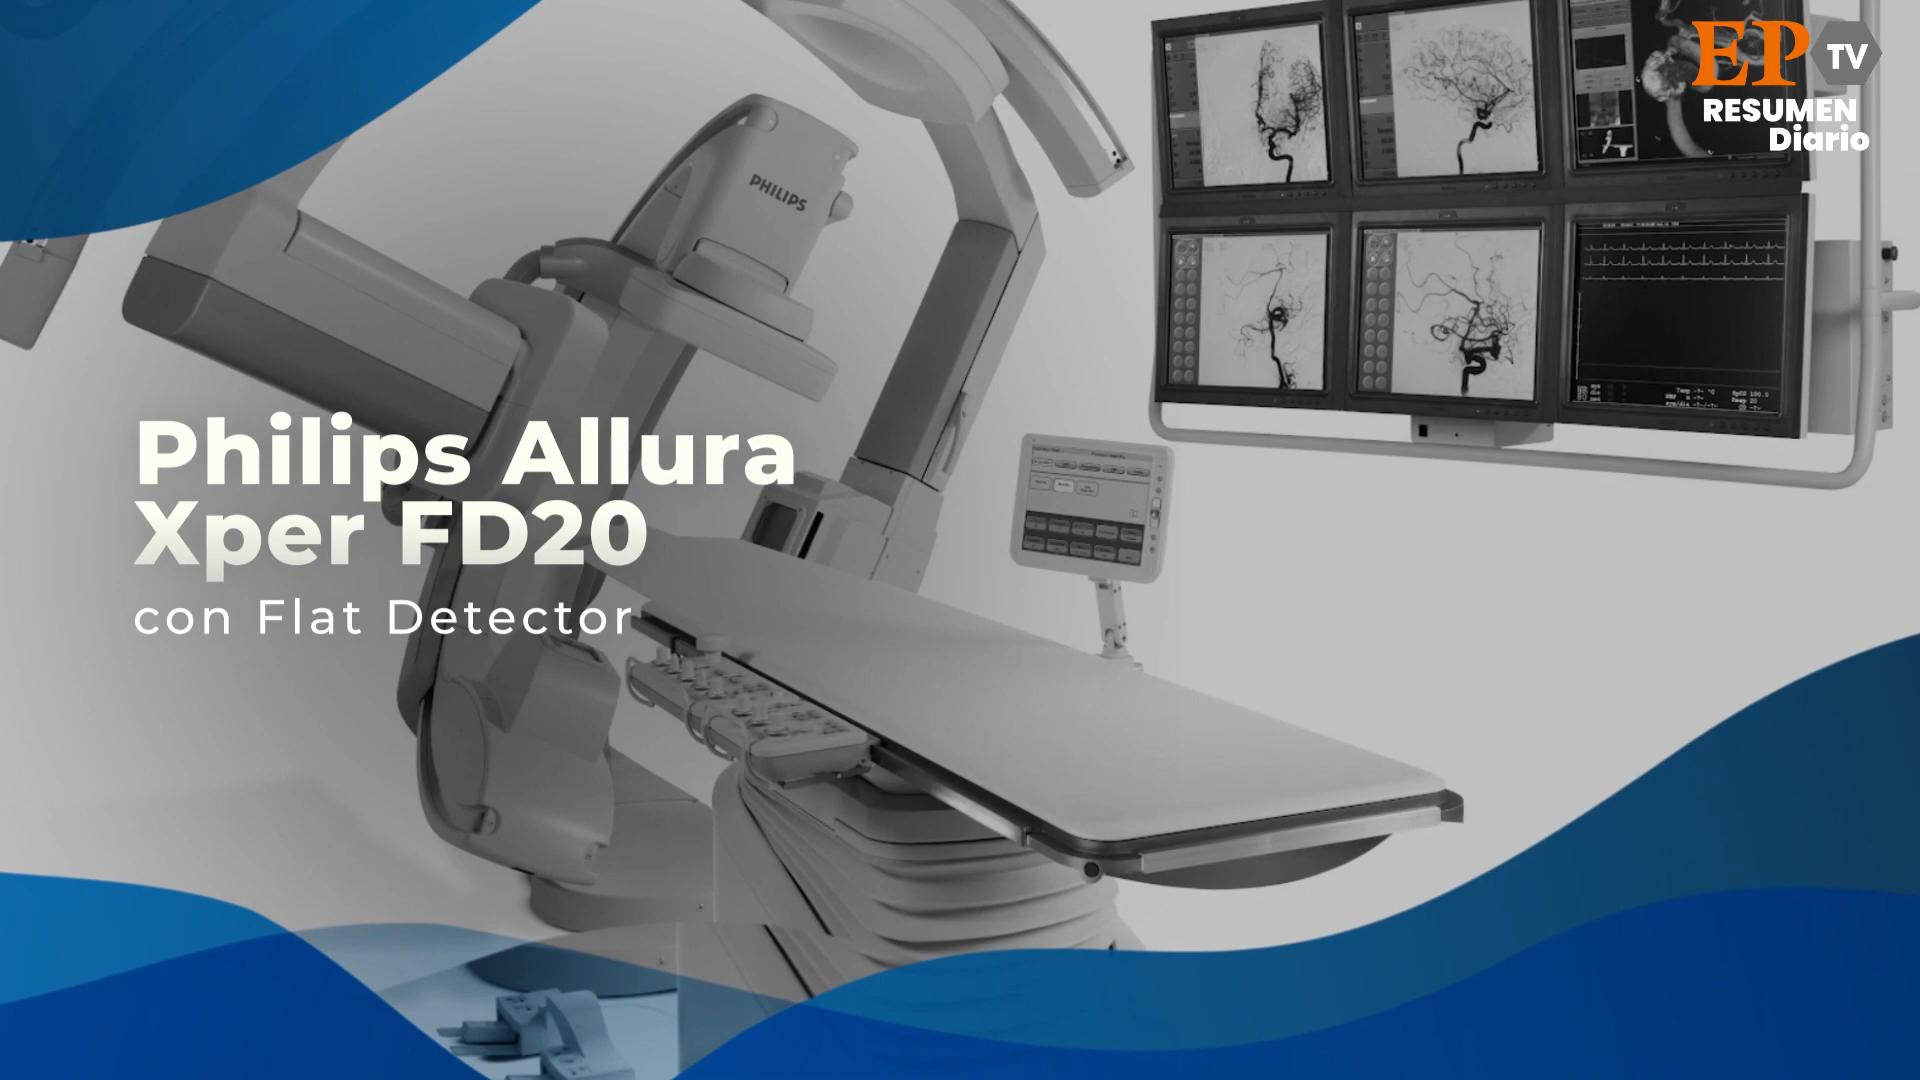 EP TV
RESUMEN
Diario
PHILIPS
Philips Allura
Xper FD20
con Flat Detector